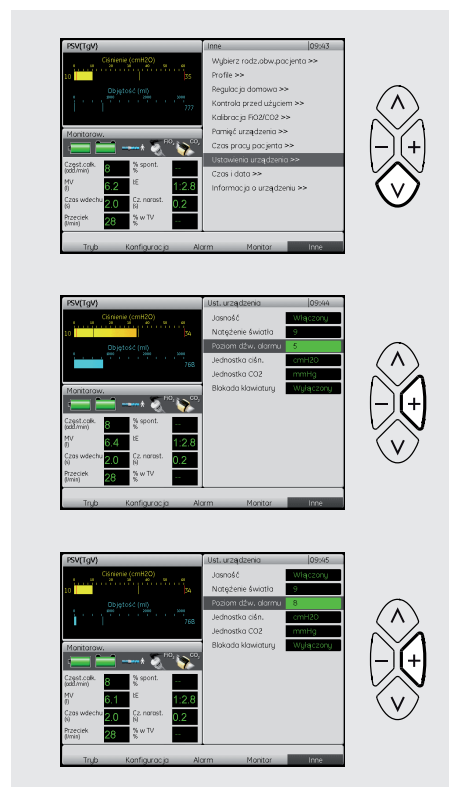 PSV(TgV)
Ciśnienie (cmH2O)
10 35
Objętość (ml)
777
Monitorow.
FiO2 CO2
Częst.całk. (odd/min) 8 % spont. % --
MV (l) 6.2 I:E 1:2.8
Czas wdechu (s) 2.0 Cz. narast. (s) 0.2
Przeciek (l/min) 28 % w TV % --
Inne 09:43
Wybierz rodz.obw.pacjenta >>
Profile >>
Regulacja domowa >>
Kontrola przed użyciem >>
Kalibracja FiO2/CO2 >>
Pamięć urządzenia >>
Czas pracy pacjenta >>
Ustawienia urządzenia >>
Czas i data >>
Informacja o urządzeniu >>
Tryb Konfiguracja Alarm Monitor Inne
− +
PSV(TgV)
Ciśnienie (cmH2O)
10 34
Objętość (ml)
768
Monitorow.
FiO2 CO2
Częst.całk. (odd/min) 8 % spont. % --
MV (l) 6.4 I:E 1:2.8
Czas wdechu (s) 2.0 Cz. narast. (s) 0.2
Przeciek (l/min) 28 % w TV % --
Ust. urządzenia 09:44
Jasność Włączony
Natężenie światła 9
Poziom dźw. alarmu 5
Jednostka ciśn. cmH2O
Jednostka CO2 mmHg
Blokada klawiatury Wyłączony
Tryb Konfiguracja Alarm Monitor Inne
− +
PSV(TgV)
Ciśnienie (cmH2O)
10 34
Objętość (ml)
768
Monitorow.
FiO2 CO2
Częst.całk. (odd/min) 8 % spont. % --
MV (l) 6.1 I:E 1:2.8
Czas wdechu (s) 2.0 Cz. narast. (s) 0.2
Przeciek (l/min) 28 % w TV % --
Ust. urządzenia 09:45
Jasność Włączony
Natężenie światła 9
Poziom dźw. alarmu 8
Jednostka ciśn. cmH2O
Jednostka CO2 mmHg
Blokada klawiatury Wyłączony
Tryb Konfiguracja Alarm Monitor Inne
− +